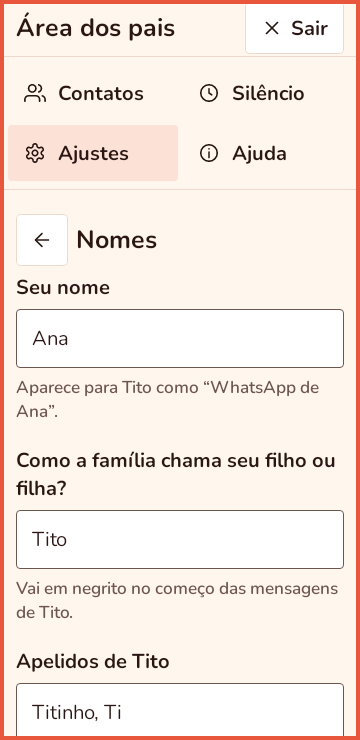 Área dos pais
Sair
Contatos
Silêncio
Ajustes
Ajuda
Nomes
Seu nome
Ana
Aparece para Tito como “WhatsApp de
Ana”.
Como a família chama seu filho ou
filha?
Tito
Vai em negrito no começo das mensagens
de Tito.
Apelidos de Tito
Titinho, Ti